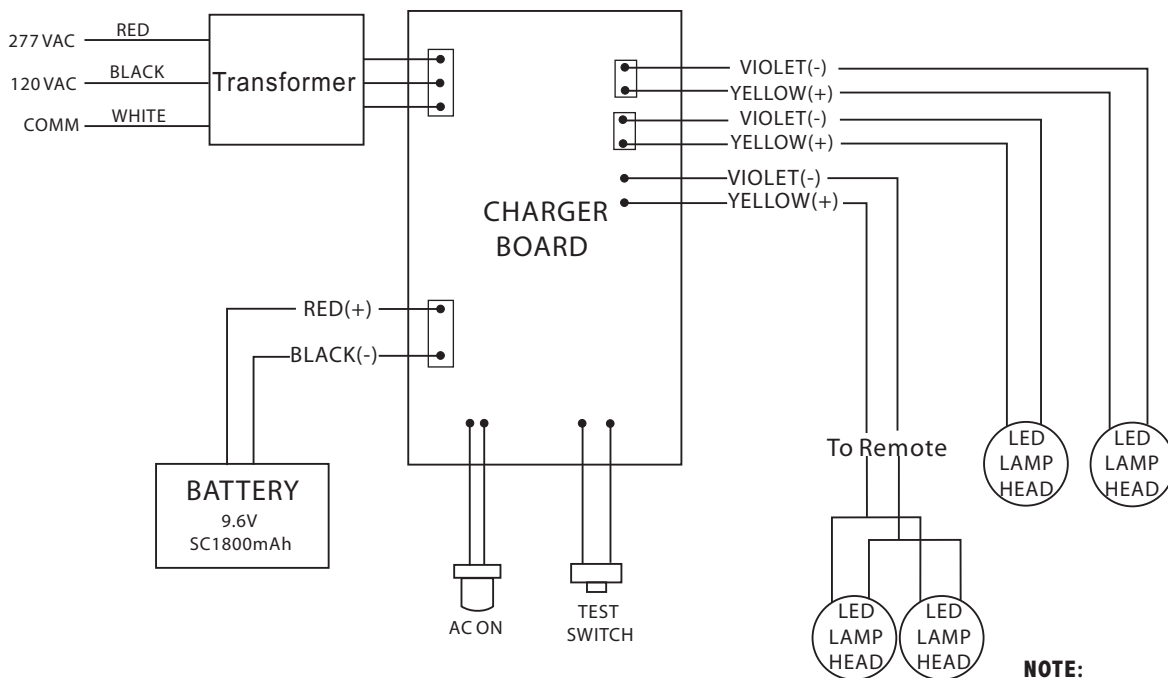 277 VAC
RED
120 VAC
BLACK
COMM
WHITE
Transformer
CHARGER
BOARD
VIOLET(-)
YELLOW(+)
VIOLET(-)
YELLOW(+)
VIOLET(-)
YELLOW(+)
RED(+)
BLACK(-)
BATTERY
9.6V
SC1800mAh
AC ON
TEST
SWITCH
To Remote
LED
LAMP
HEAD
LED
LAMP
HEAD
LED
LAMP
HEAD
LED
LAMP
HEAD
NOTE: